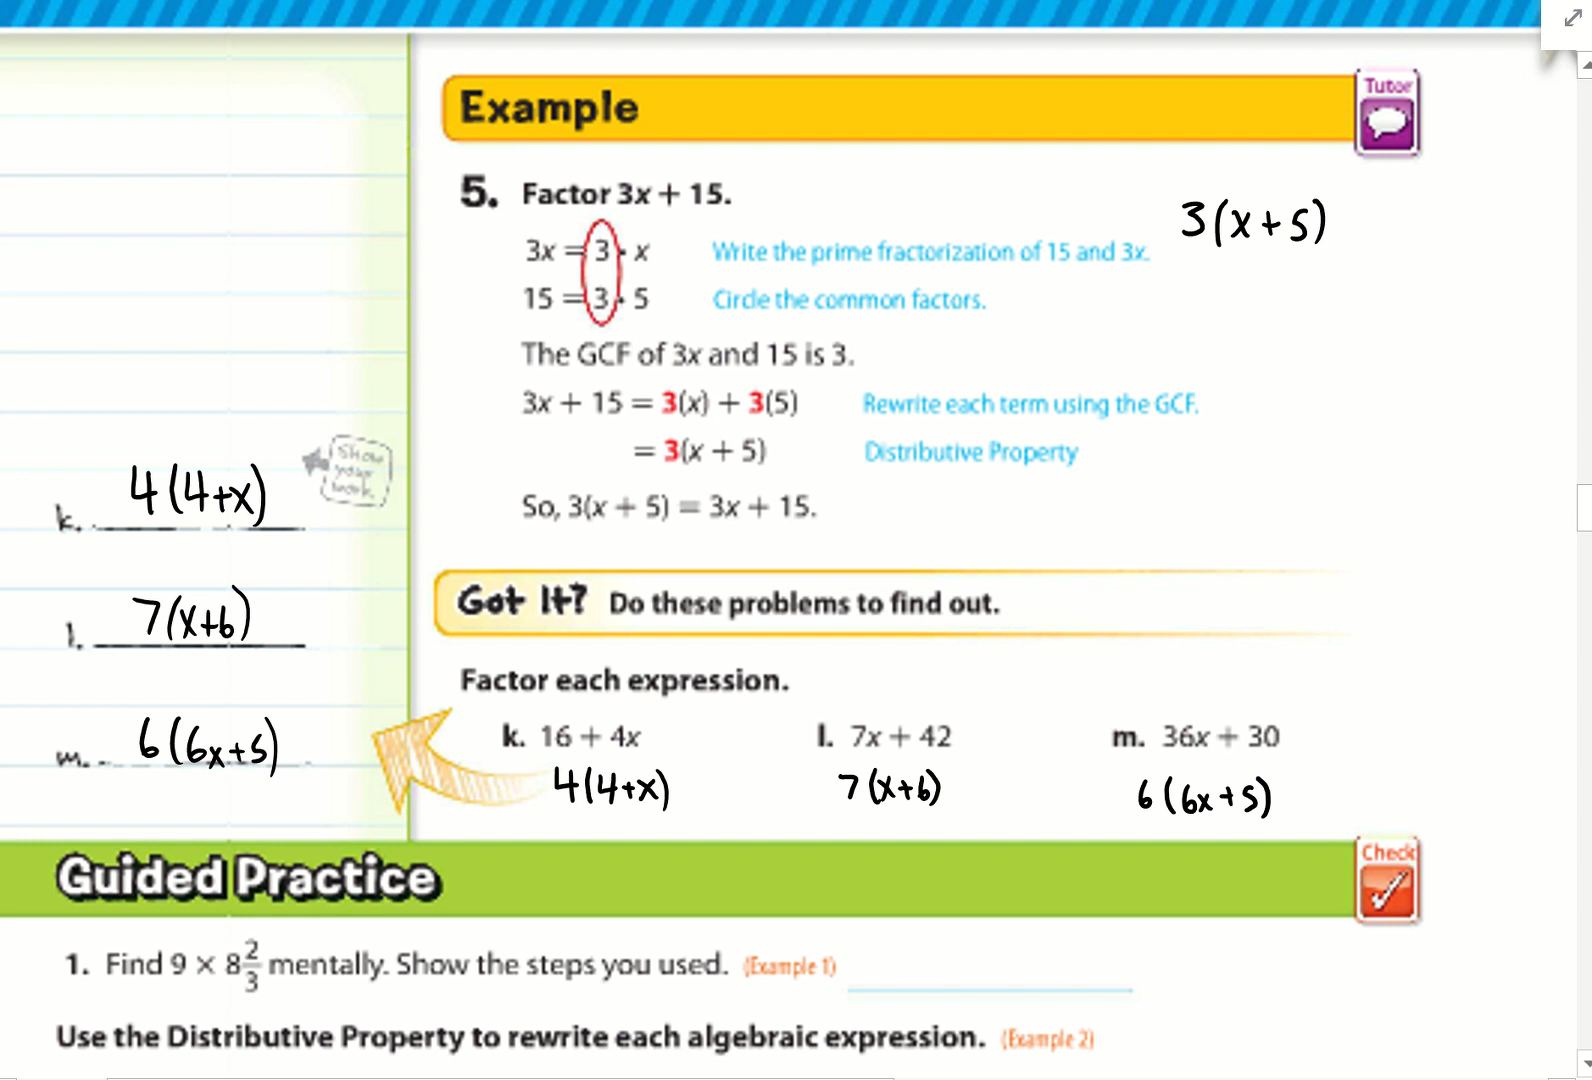 Tutor
Example
5. Factor 3x + 15.
3(x+5)
3x = 3 · x Write the prime fractorization of 15 and 3x.
15 = 3 · 5 Circle the common factors.
The GCF of 3x and 15 is 3.
3x + 15 = 3(x) + 3(5) Rewrite each term using the GCF.
= 3(x + 5) Distributive Property
So, 3(x + 5) = 3x + 15.
Show
your
work.
k. 4(4+x)
l. 7(x+6)
m. 6(6x+5)
Got It? Do these problems to find out.
Factor each expression.
k. 16 + 4x l. 7x + 42 m. 36x + 30
4(4+x) 7(x+6) 6(6x+5)
Guided Practice
Check
1. Find 9 × 8 2/3 mentally. Show the steps you used. (Example 1)
Use the Distributive Property to rewrite each algebraic expression. (Example 2)